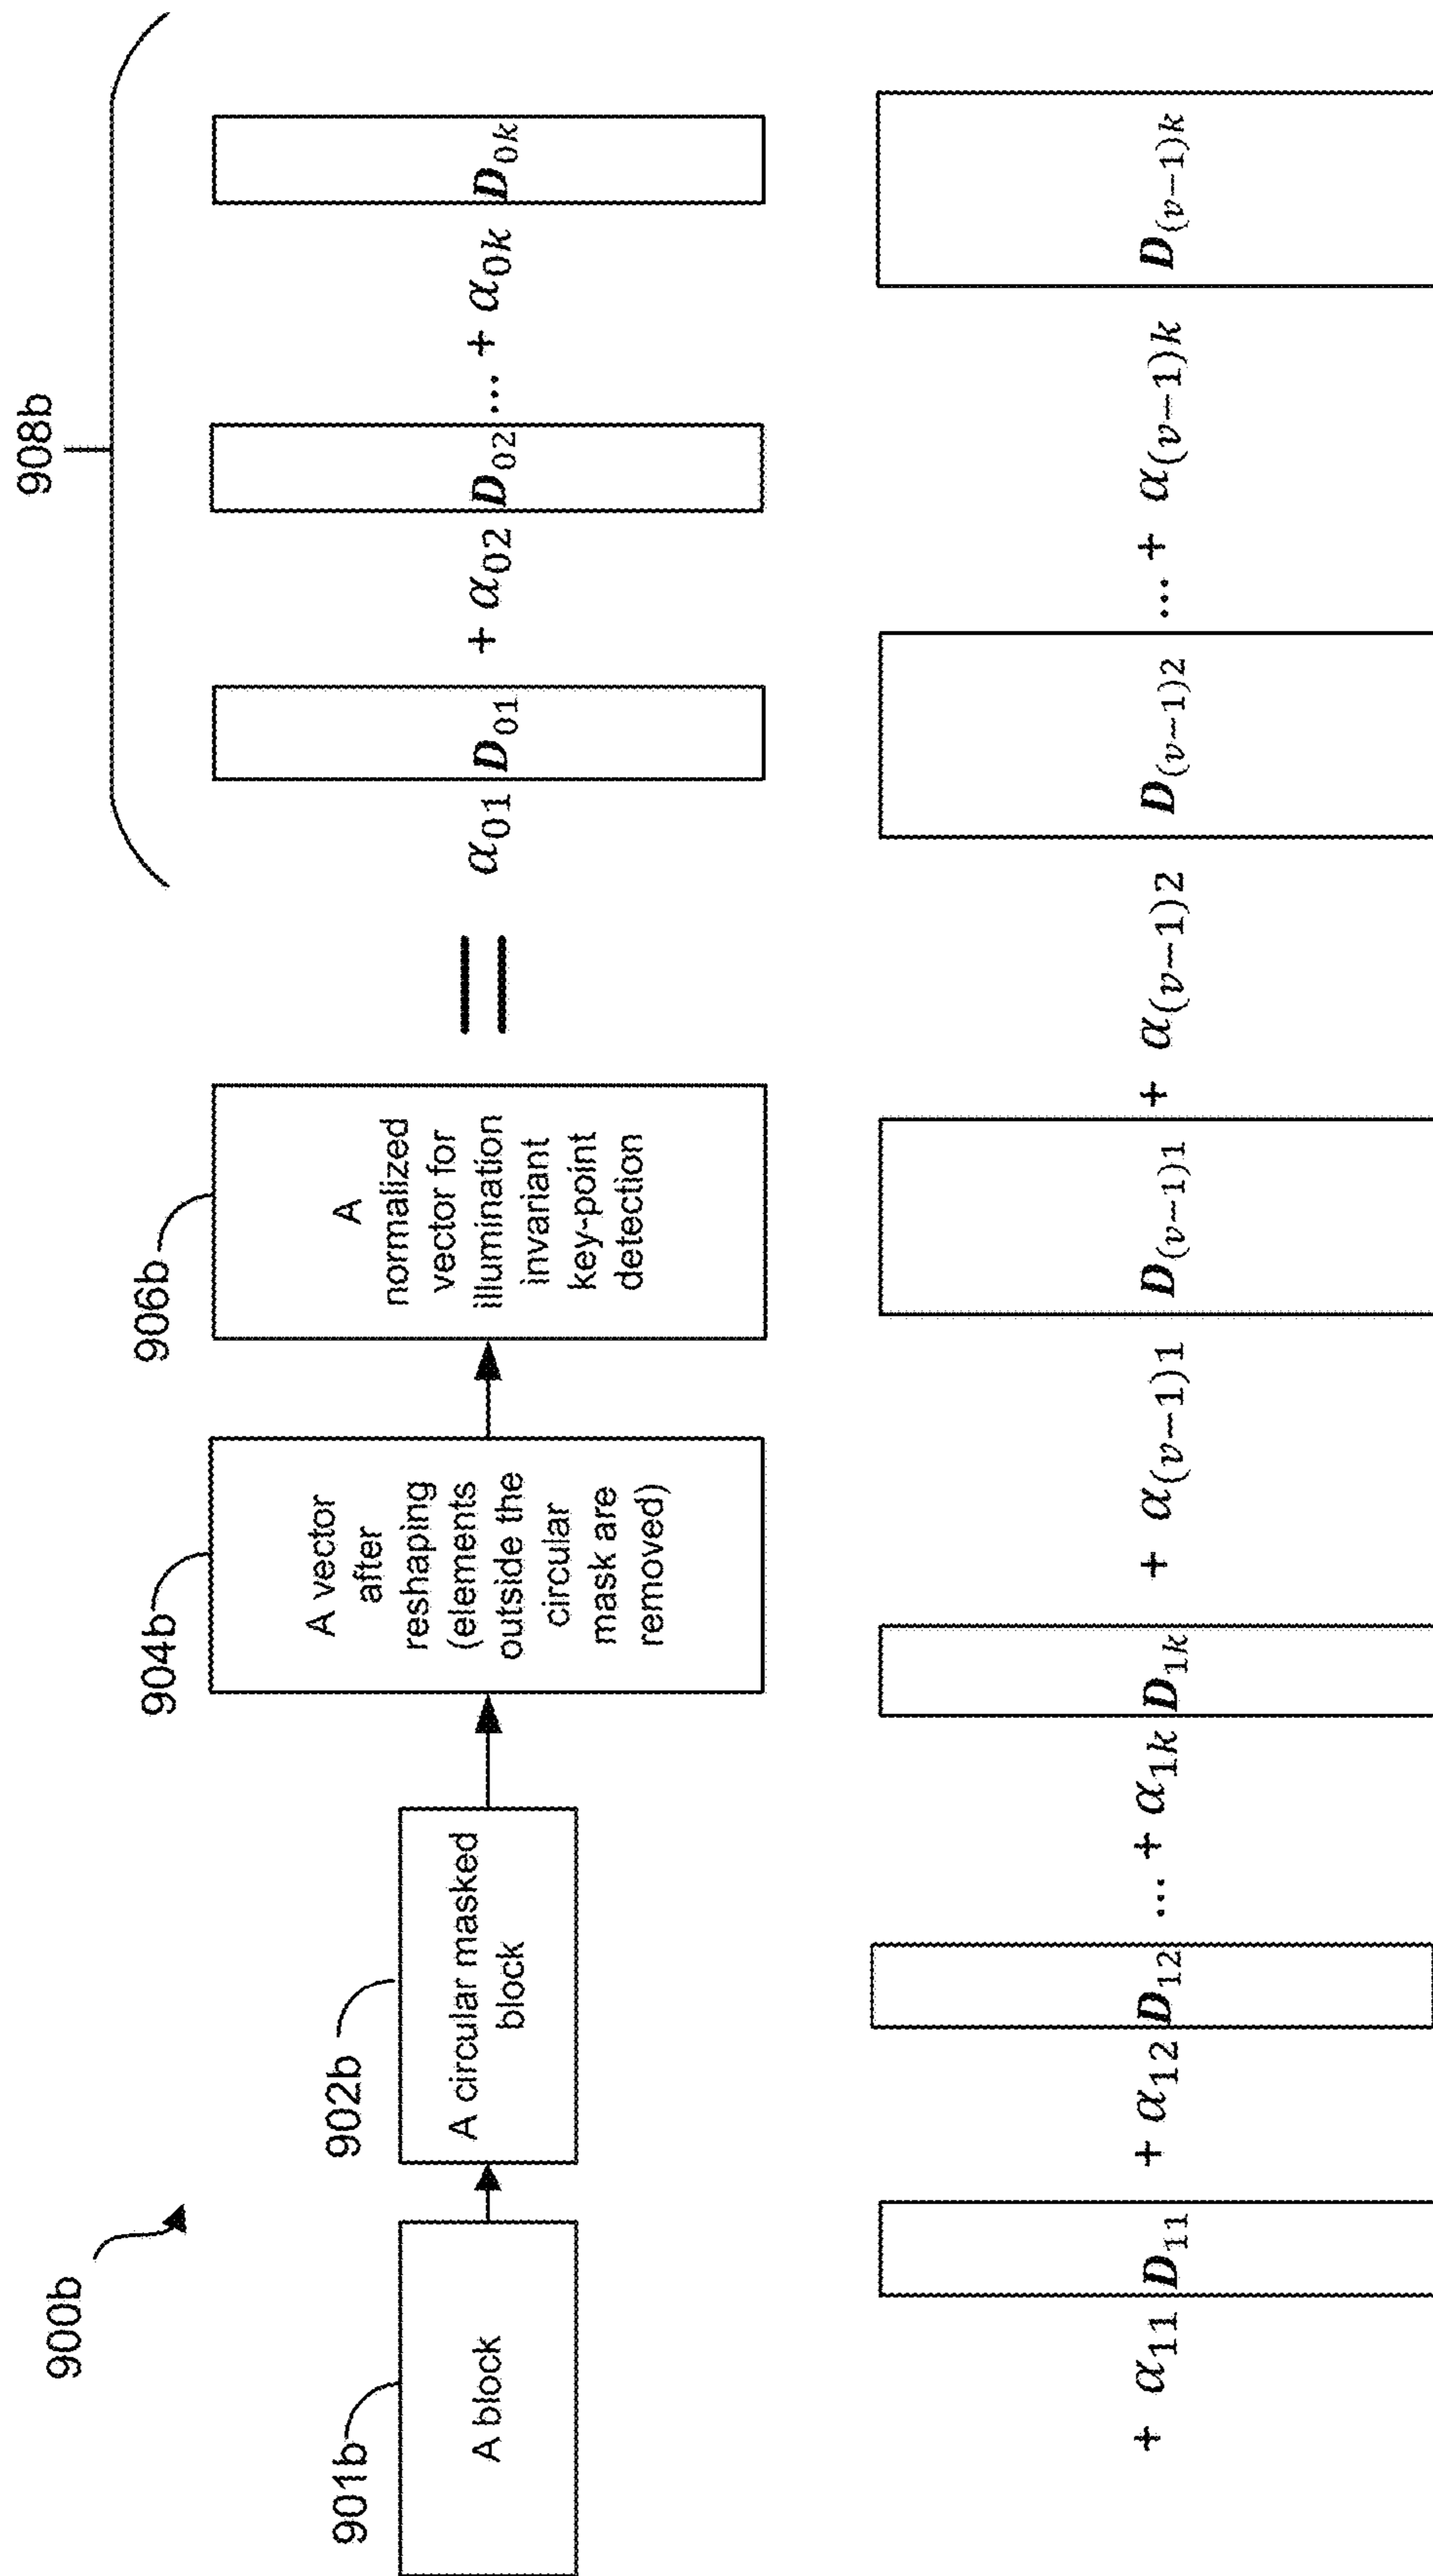 900b
901b
A block
902b
A circular masked
block
904b
A vector
after
reshaping
(elements
outside the
circular
mask are
removed)
906b
A
normalized
vector for
illumination
invariant
key-point
detection
=
908b
α₀₁ D₀₁ + α₀₂ D₀₂ ... + α₀ₖ D₀ₖ
+ α₁₁ D₁₁ + α₁₂ D₁₂ ... + α₁ₖ D₁ₖ + α₍ᵥ₋₁₎₁ D₍ᵥ₋₁₎₁ + α₍ᵥ₋₁₎₂ D₍ᵥ₋₁₎₂ ... + α₍ᵥ₋₁₎ₖ D₍ᵥ₋₁₎ₖ